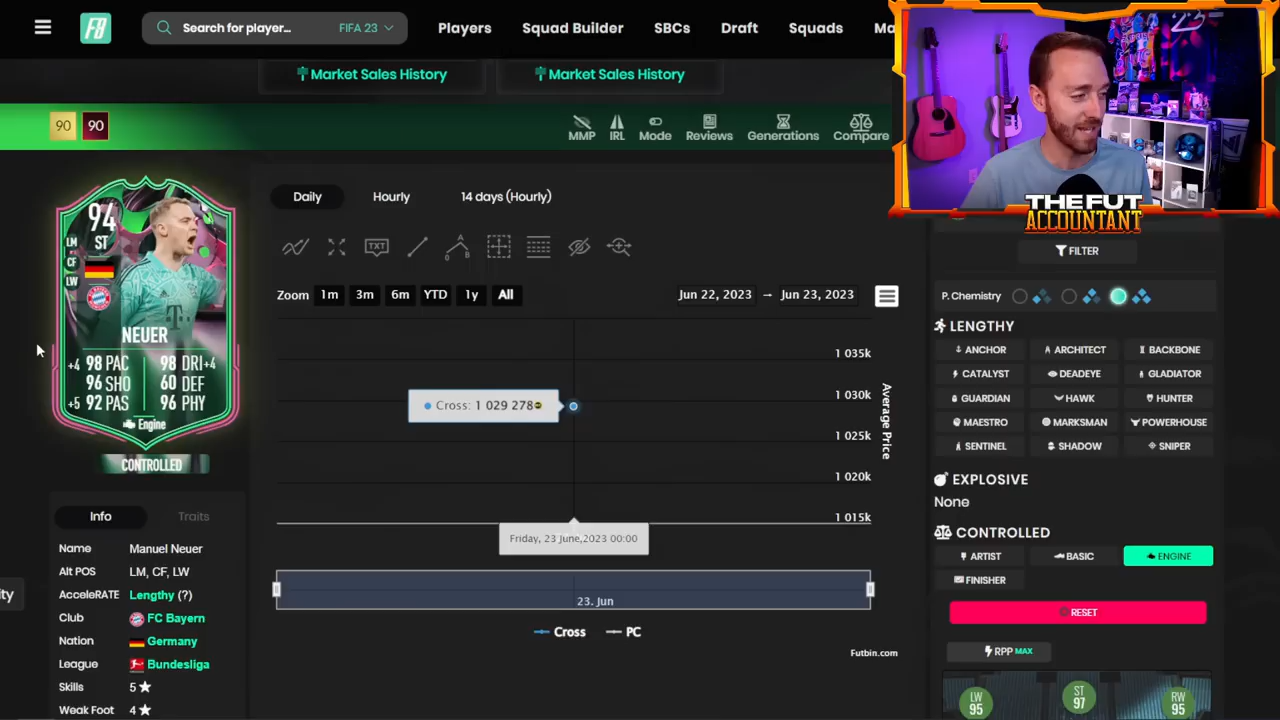 F8
Search for player...
FIFA 23
Players
Squad Builder
SBCs
Draft
Squads
Ma
23
Market Sales History
Market Sales History
90
90
MMP
IRL
Mode
Reviews
Generations
Compare
THE FUT
ACCOUNTANT
94
ST
LM
CF
LW
NEUER
+4 98 PAC 98 DRI+4
96 SHO 60 DEF
+5 92 PAS 96 PHY
Engine
CONTROLLED
Info
Traits
Name Manuel Neuer
Alt POS LM, CF, LW
AcceleRATE Lengthy (?)
Club FC Bayern
Nation Germany
League Bundesliga
Skills 5
Weak Foot 4
ity
Daily
Hourly
14 days (Hourly)
TXT
Zoom 1m 3m 6m YTD 1y All
Jun 22, 2023 → Jun 23, 2023
1 035k
1 030k
1 025k
1 020k
1 015k
Average Price
Cross: 1 029 278
Friday, 23 June,2023 00:00
23. Jun
Cross PC
Futbin.com
FILTER
P. Chemistry
LENGTHY
ANCHOR ARCHITECT BACKBONE
CATALYST DEADEYE GLADIATOR
GUARDIAN HAWK HUNTER
MAESTRO MARKSMAN POWERHOUSE
SENTINEL SHADOW SNIPER
EXPLOSIVE
None
CONTROLLED
ARTIST BASIC ENGINE
FINISHER
RESET
RPP MAX
LW
95
ST
97
RW
95